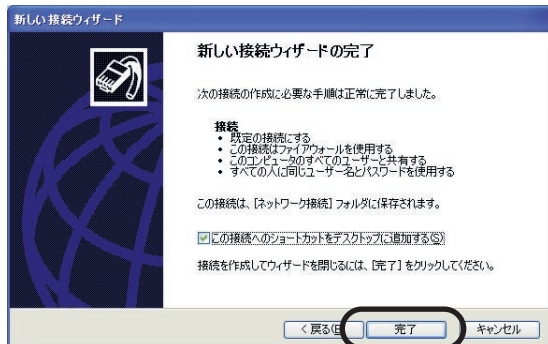 新しい接続ウィザード
新しい接続ウィザードの完了
次の接続の作成に必要な手順は正常に完了しました。
接続
• 既定の接続にする
• この接続はファイアウォールを使用する
• このコンピュータのすべてのユーザーと共有する
• すべての人に同じユーザー名とパスワードを使用する
この接続は、[ネットワーク接続] フォルダに保存されます。
この接続へのショートカットをデスクトップに追加する(S)
接続を作成してウィザードを閉じるには、[完了] をクリックしてください。
< 戻る(B 完了 キャンセル